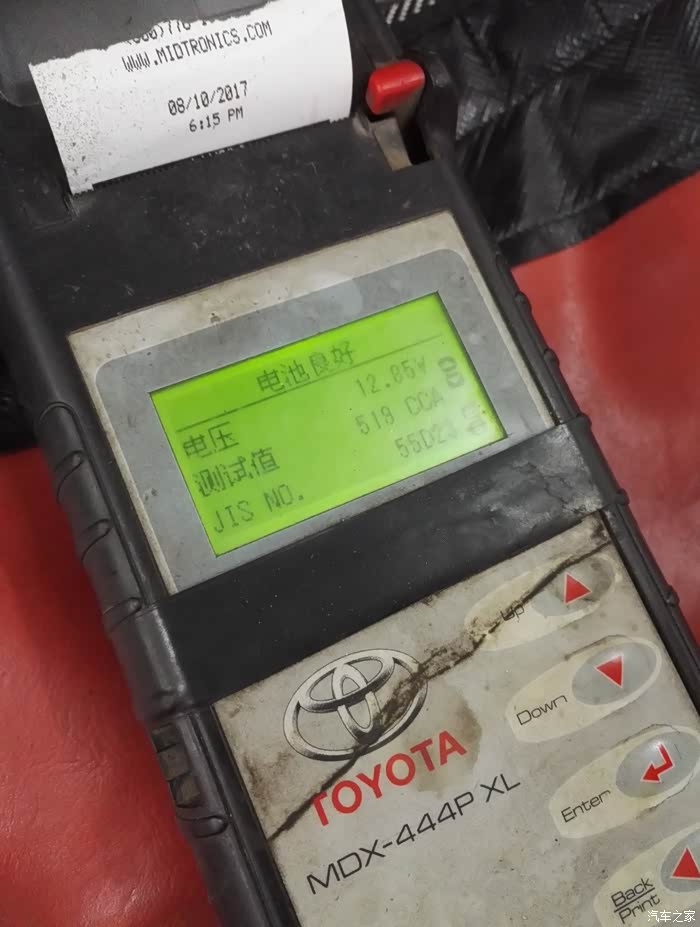 WWW.MIDTRONICS.COM
08/10/2017
6:15 PM
电池良好
电压 12.85V
测试值 519 CCA
JIS NO. 55D23
Up
TOYOTA
Down
MDX-444P XL
Enter
Back/Print
汽车之家